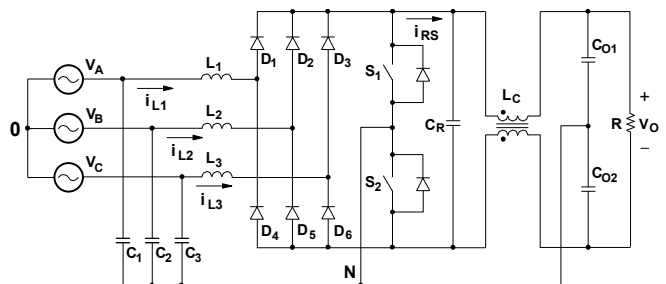 i_RS
D_1 D_2 D_3
V_A L_1 S_1
i_L1
L_C
C_O1
0 V_B L_2 + 
i_L2 C_R R V_O
V_C L_3 −
i_L3 S_2 C_O2
D_4 D_5 D_6
C_1 C_2 C_3 N